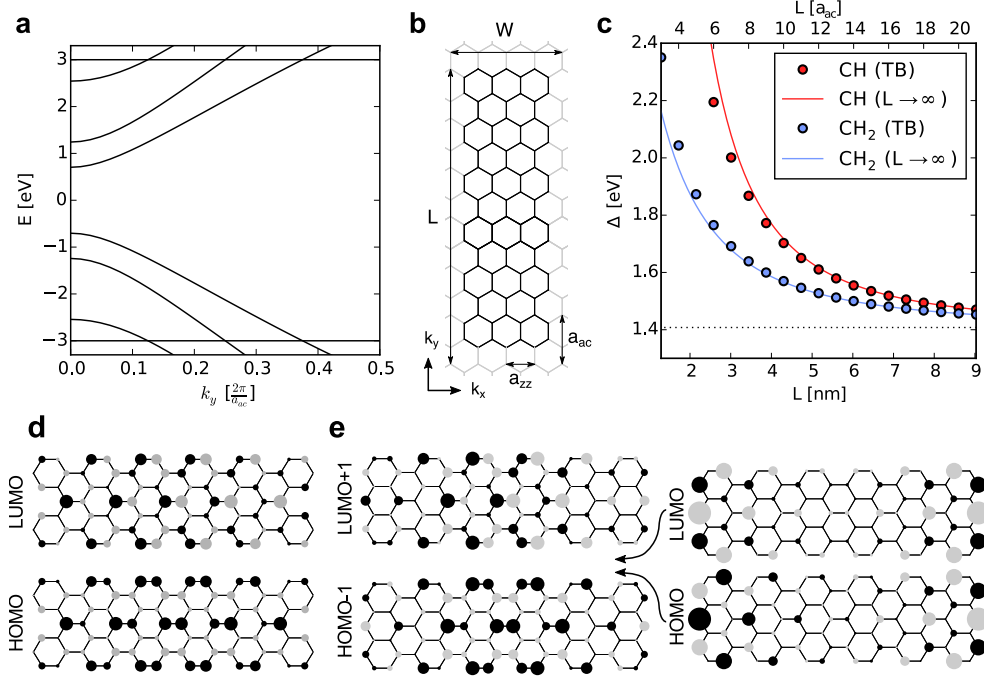 a
E [eV]
3
2
1
0
−1
−2
−3
0.0 0.1 0.2 0.3 0.4 0.5
k_y [2π/a_ac]
b
W
L
k_y
k_x
a_zz
a_ac
c
L [a_ac]
4 6 8 10 12 14 16 18 20
2.4
2.2
2.0
1.8
1.6
1.4
Δ [eV]
CH (TB)
CH (L →∞)
CH₂ (TB)
CH₂ (L →∞)
2 3 4 5 6 7 8 9
L [nm]
d
LUMO
HOMO
e
LUMO+1
HOMO-1
LUMO
HOMO